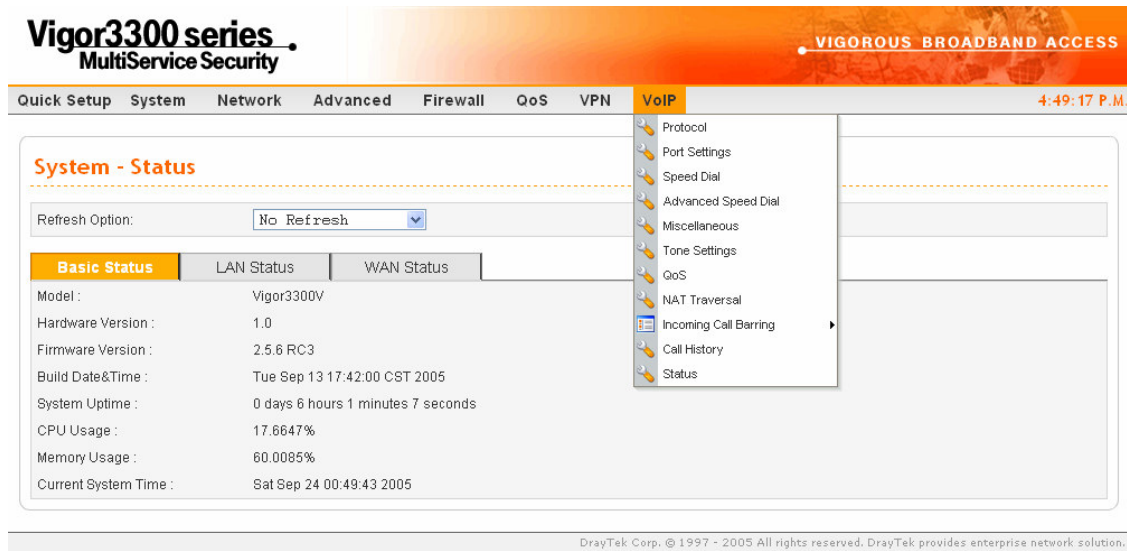 Vigor3300 series
MultiService Security
VIGOROUS BROADBAND ACCESS
Quick Setup System Network Advanced Firewall QoS VPN VoIP 4:49:17 P.M.
Protocol
Port Settings
Speed Dial
Advanced Speed Dial
Miscellaneous
Tone Settings
QoS
NAT Traversal
Incoming Call Barring
Call History
Status
System - Status
Refresh Option: No Refresh
Basic Status LAN Status WAN Status
Model : Vigor3300V
Hardware Version : 1.0
Firmware Version : 2.5.6 RC3
Build Date&Time : Tue Sep 13 17:42:00 CST 2005
System Uptime : 0 days 6 hours 1 minutes 7 seconds
CPU Usage : 17.6647%
Memory Usage : 60.0085%
Current System Time : Sat Sep 24 00:49:43 2005
DrayTek Corp. © 1997 - 2005 All rights reserved. DrayTek provides enterprise network solution.